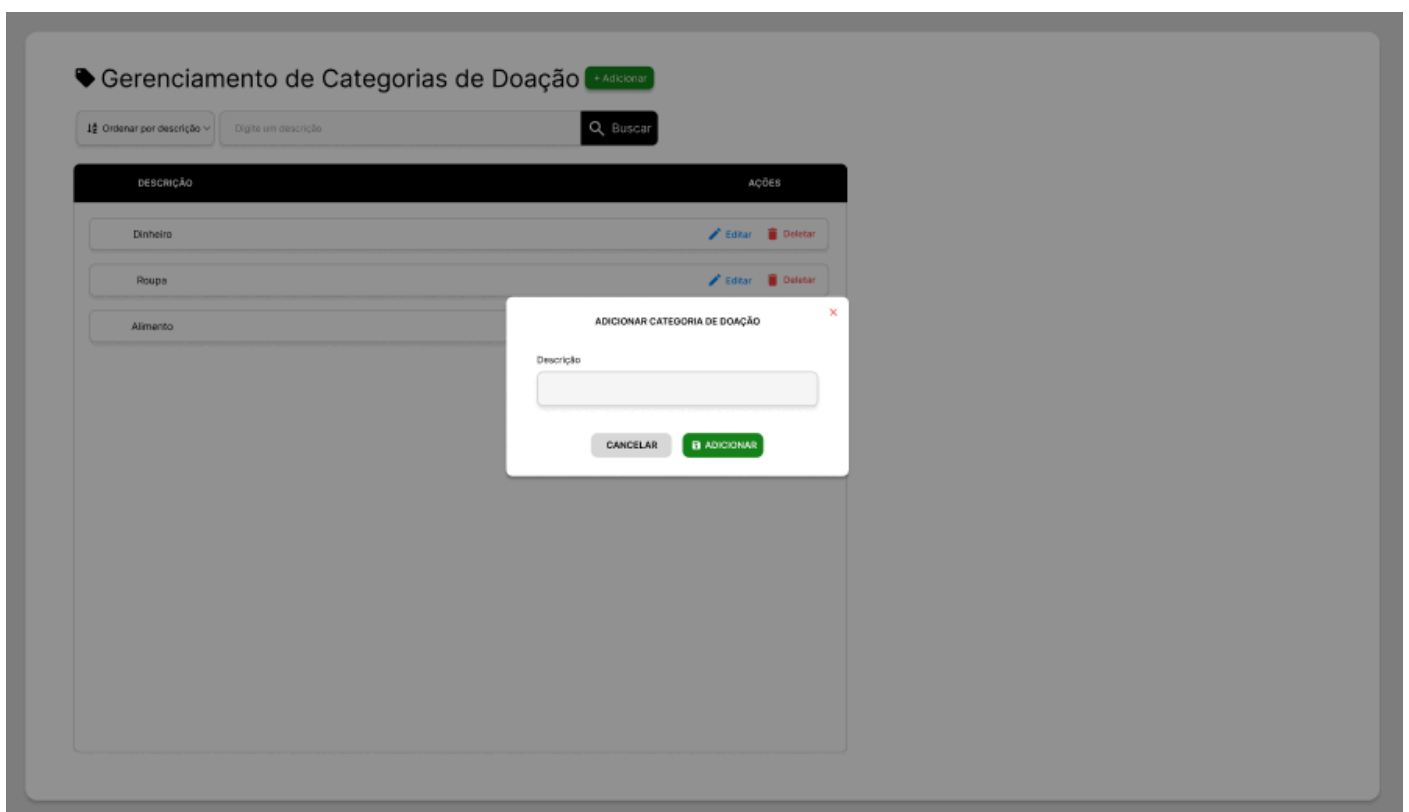 Gerenciamento de Categorias de Doação + Adicionar
Ordenar por descrição Digite um descrição Buscar
DESCRIÇÃO AÇÕES
Dinheiro Editar Deletar
Roupa Editar Deletar
Alimento
ADICIONAR CATEGORIA DE DOAÇÃO
Descrição
CANCELAR ADICIONAR